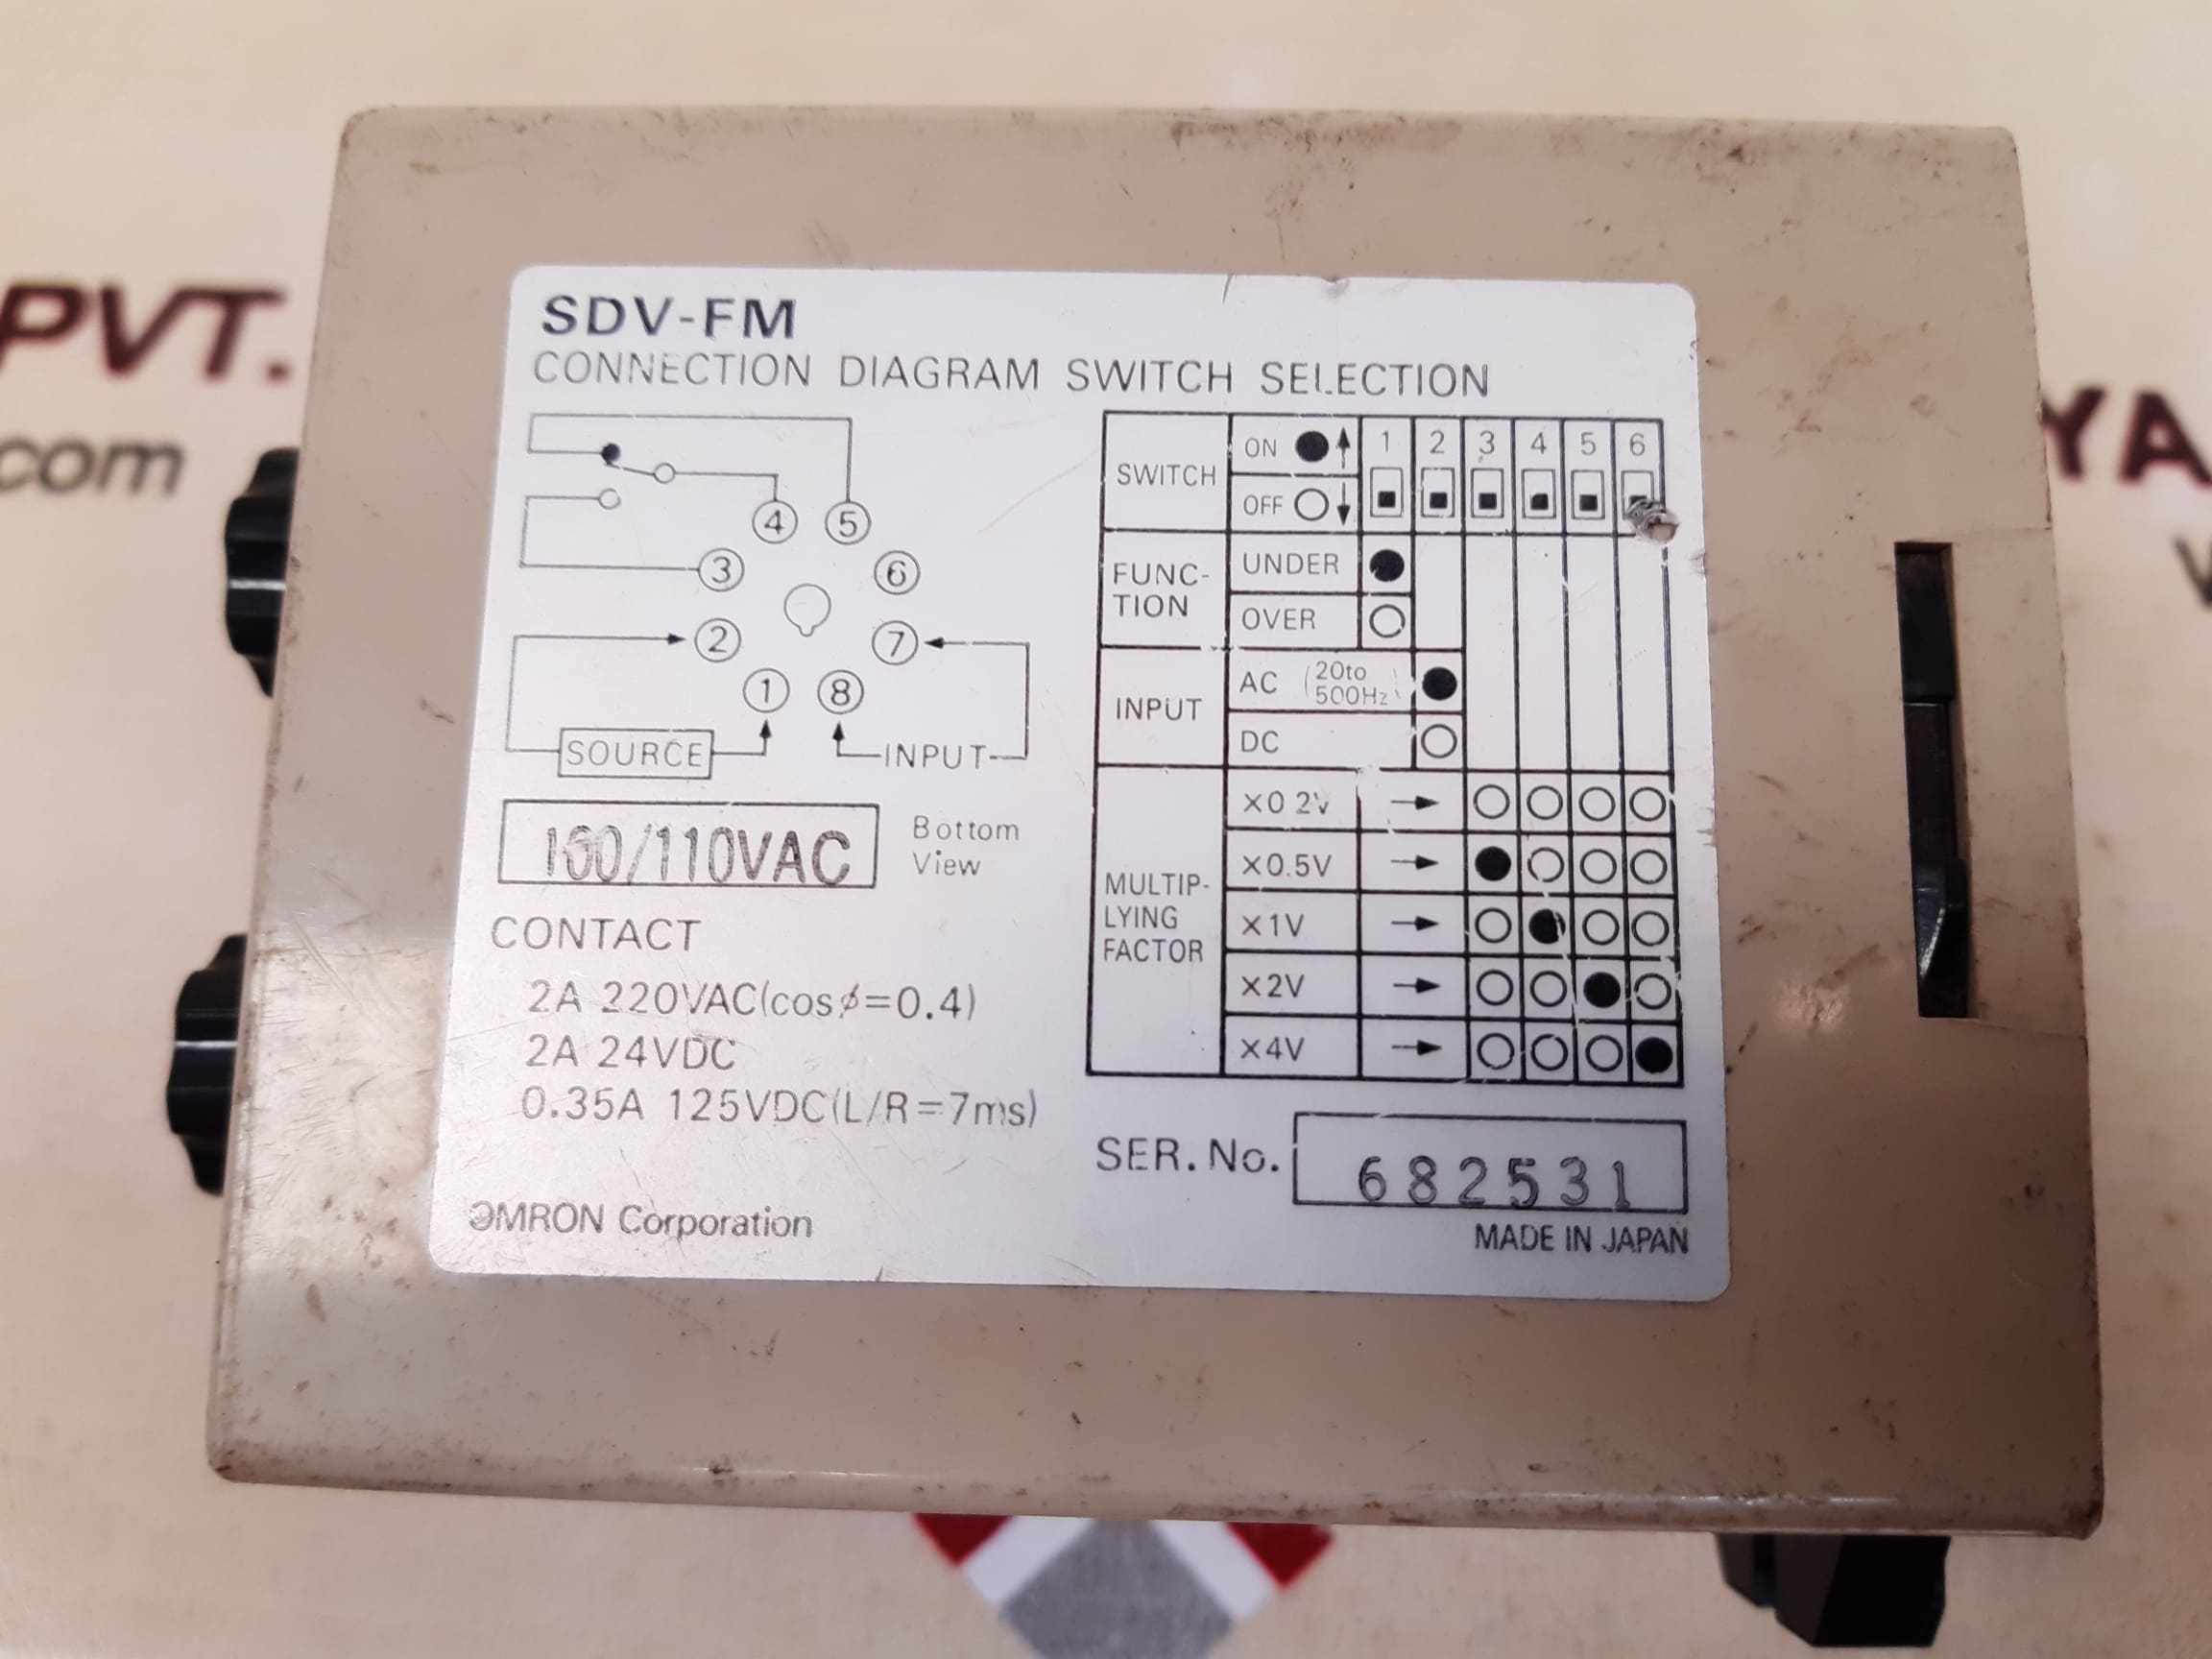 PVT.
com
YA
SDV-FM
CONNECTION DIAGRAM SWITCH SELECTION
4 5
3 6
2 7
1 8
SOURCE
INPUT
100/110VAC
Bottom
View
CONTACT
2A 220VAC(cosφ=0.4)
2A 24VDC
0.35A 125VDC(L/R=7ms)
OMRON Corporation
SWITCH ON 1 2 3 4 5 6
OFF
FUNC-
TION
UNDER
OVER
INPUT
AC (20to
500Hz)
DC
MULTIP-
LYING
FACTOR
×0 2V
×0.5V
×1V
×2V
×4V
SER. No. 682531
MADE IN JAPAN